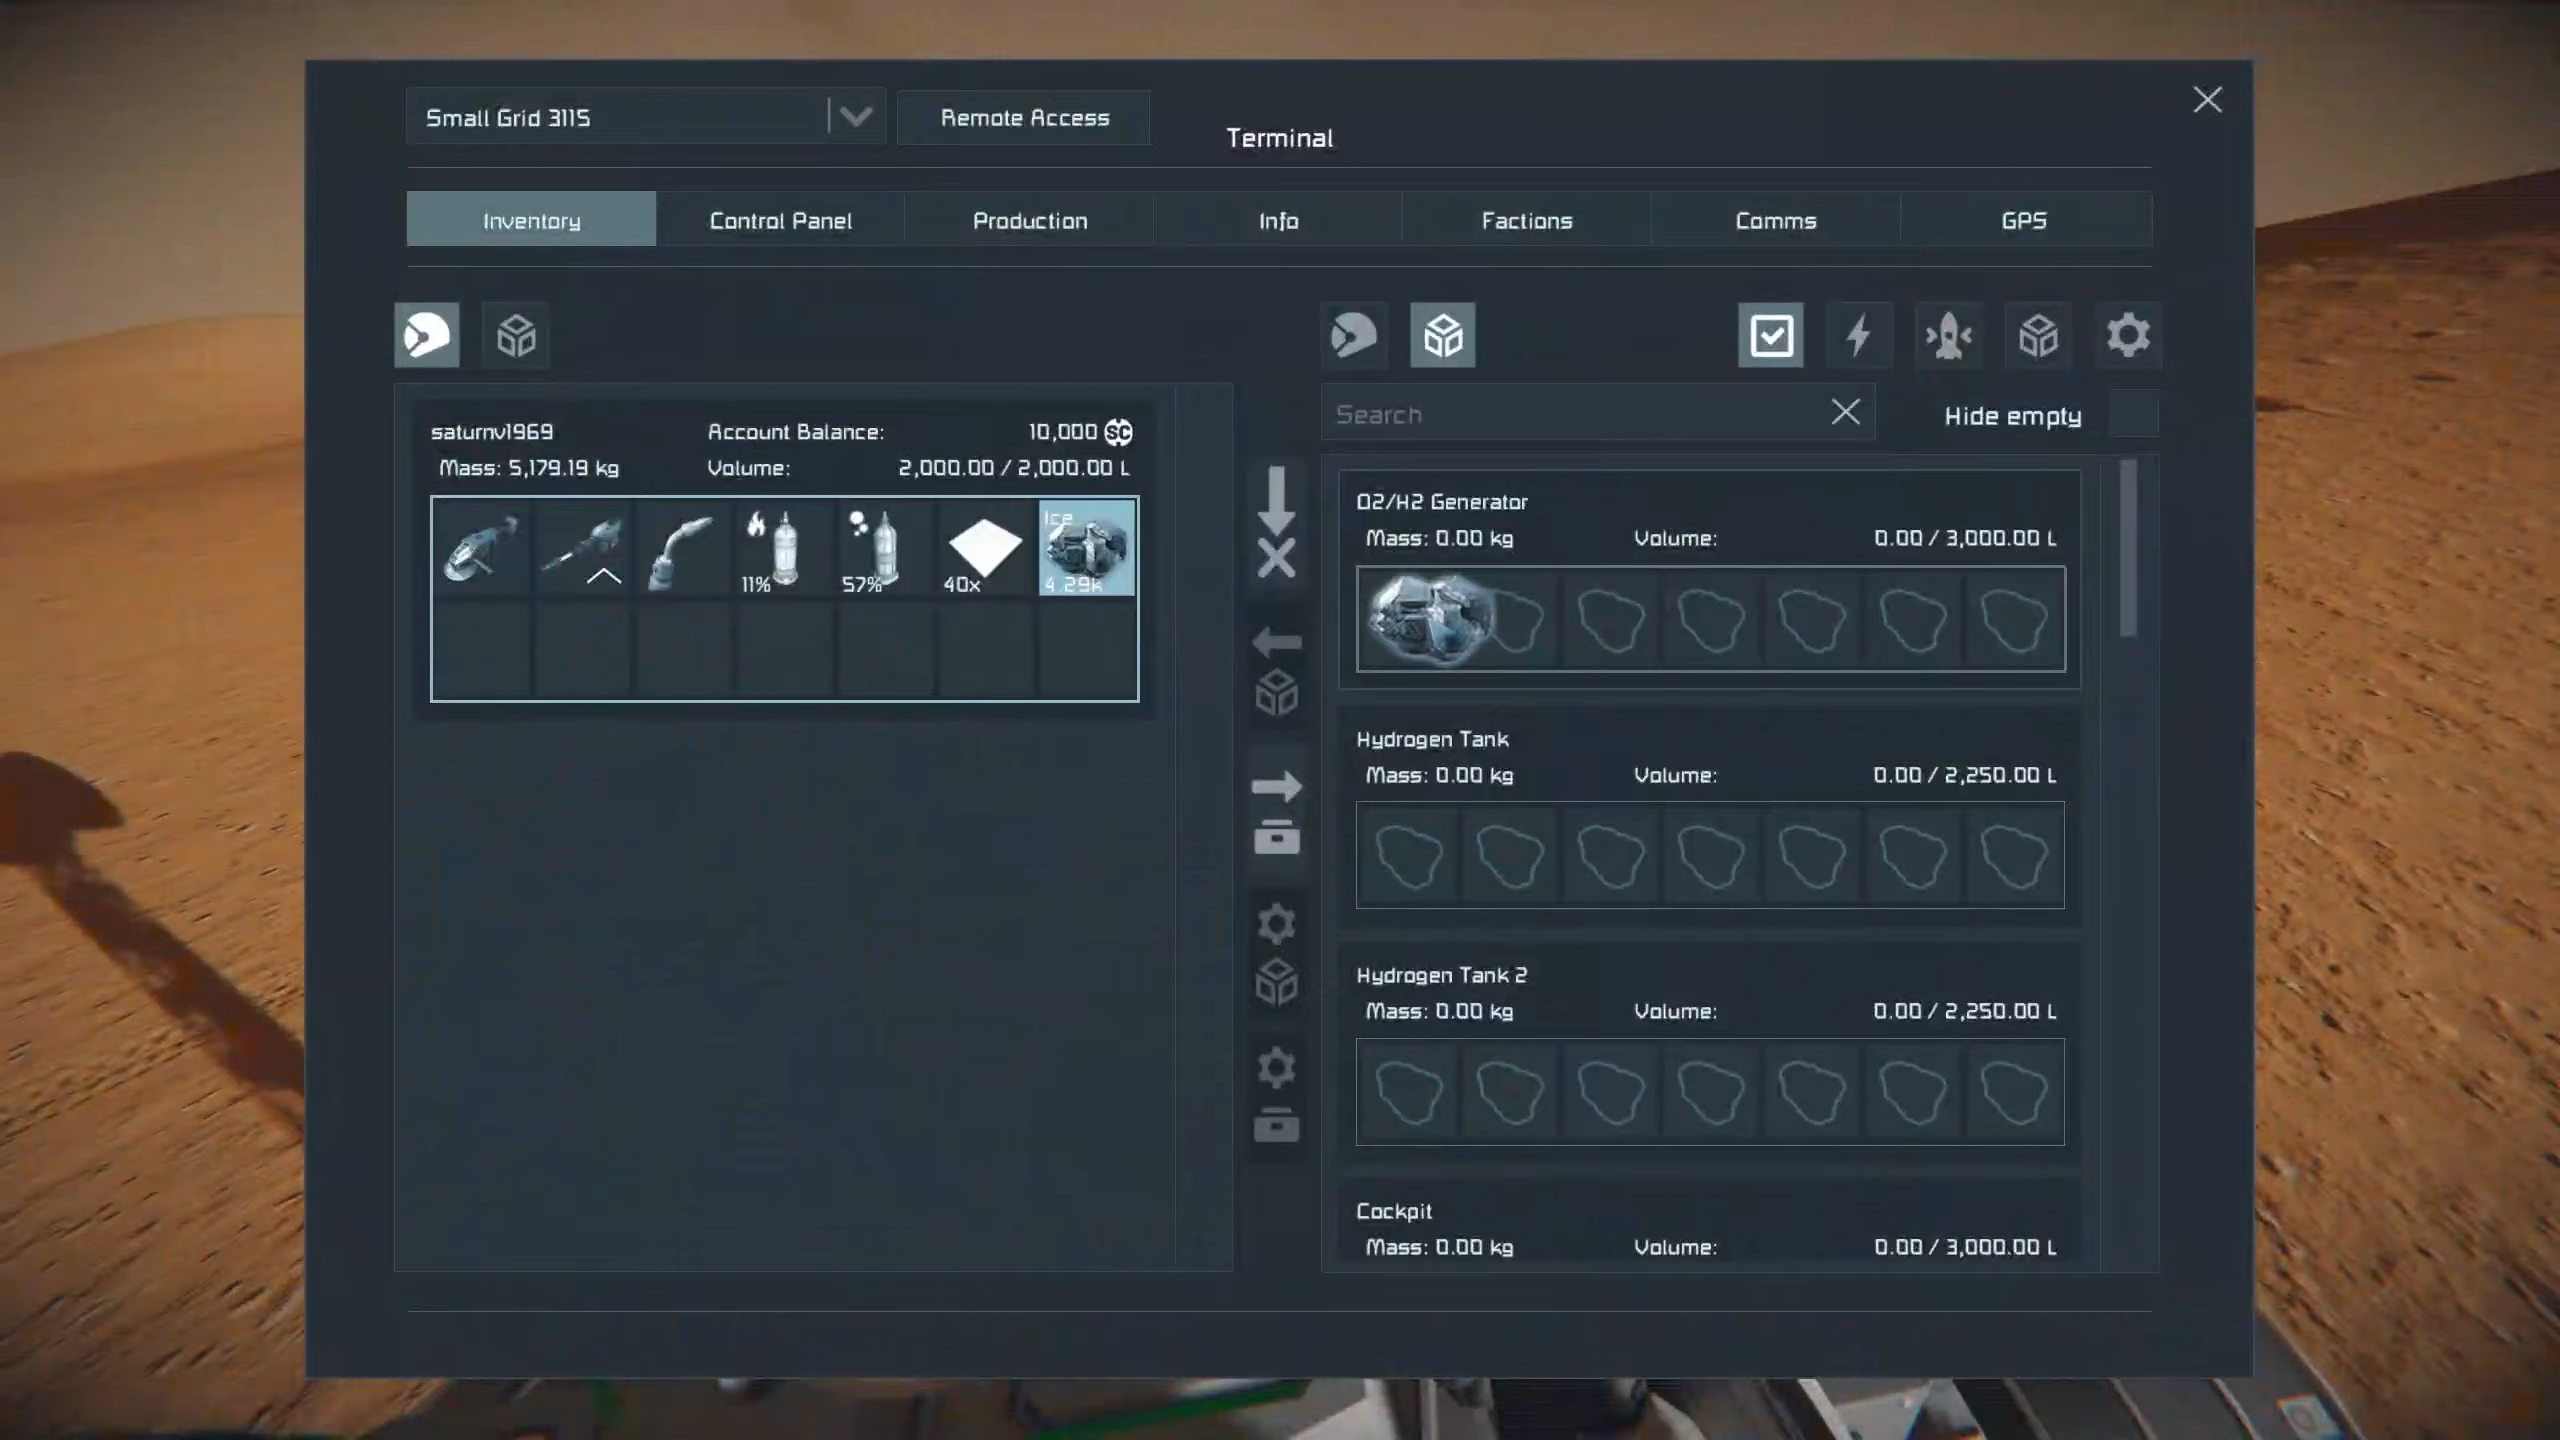 Small Grid 3115
Remote Access
Terminal
Inventory
Control Panel
Production
Info
Factions
Comms
GPS
Search
Hide empty
saturnv1969
Account Balance:
10,000 SC
Mass: 5,179.19 kg
Volume:
2,000.00 / 2,000.00 L
11%
57%
40x
Ice
4.29k
O2/H2 Generator
Mass: 0.00 kg
Volume:
0.00 / 3,000.00 L
Hydrogen Tank
Mass: 0.00 kg
Volume:
0.00 / 2,250.00 L
Hydrogen Tank 2
Mass: 0.00 kg
Volume:
0.00 / 2,250.00 L
Cockpit
Mass: 0.00 kg
Volume:
0.00 / 3,000.00 L